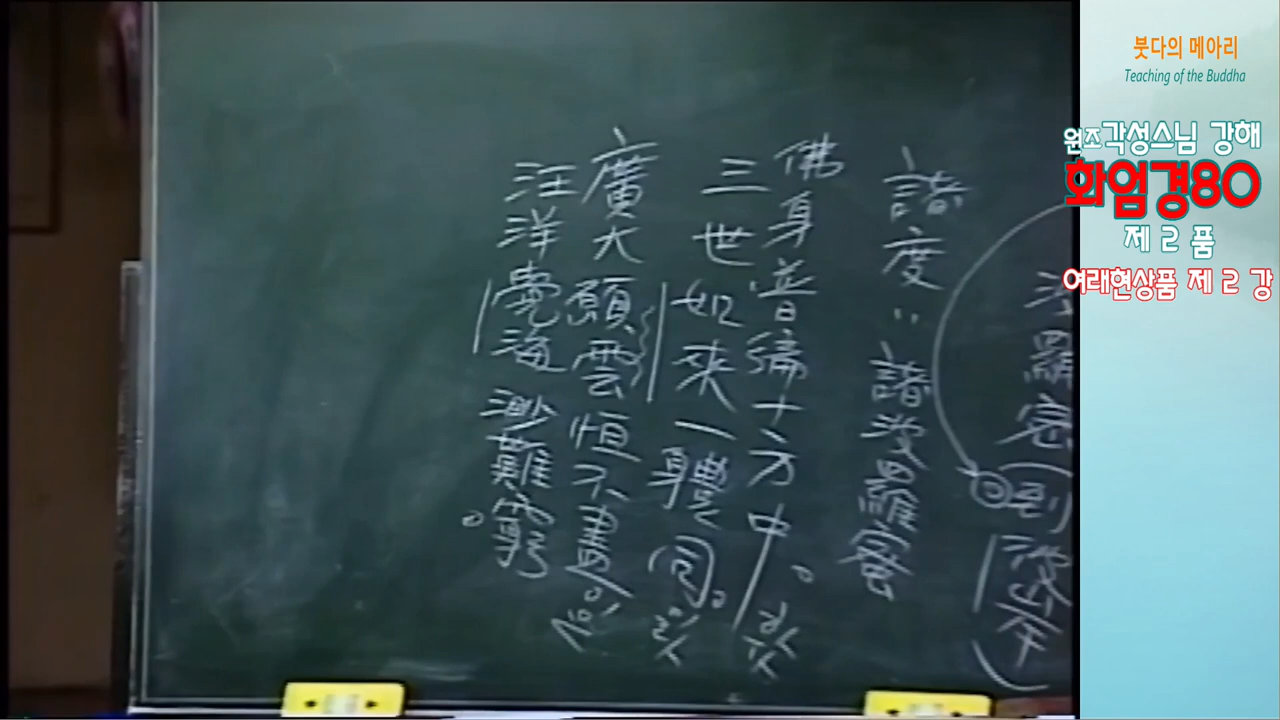 붓다의 메아리
Teaching of the Buddha
원조각성스님 강해
화엄경80
제 2 품
여래현상품 제 2 강
諸度〃諸波羅蜜
佛身普徧十方中。
三世如來一軆同。
廣大願雲恒不盡。
汪洋覺海渺難窮。